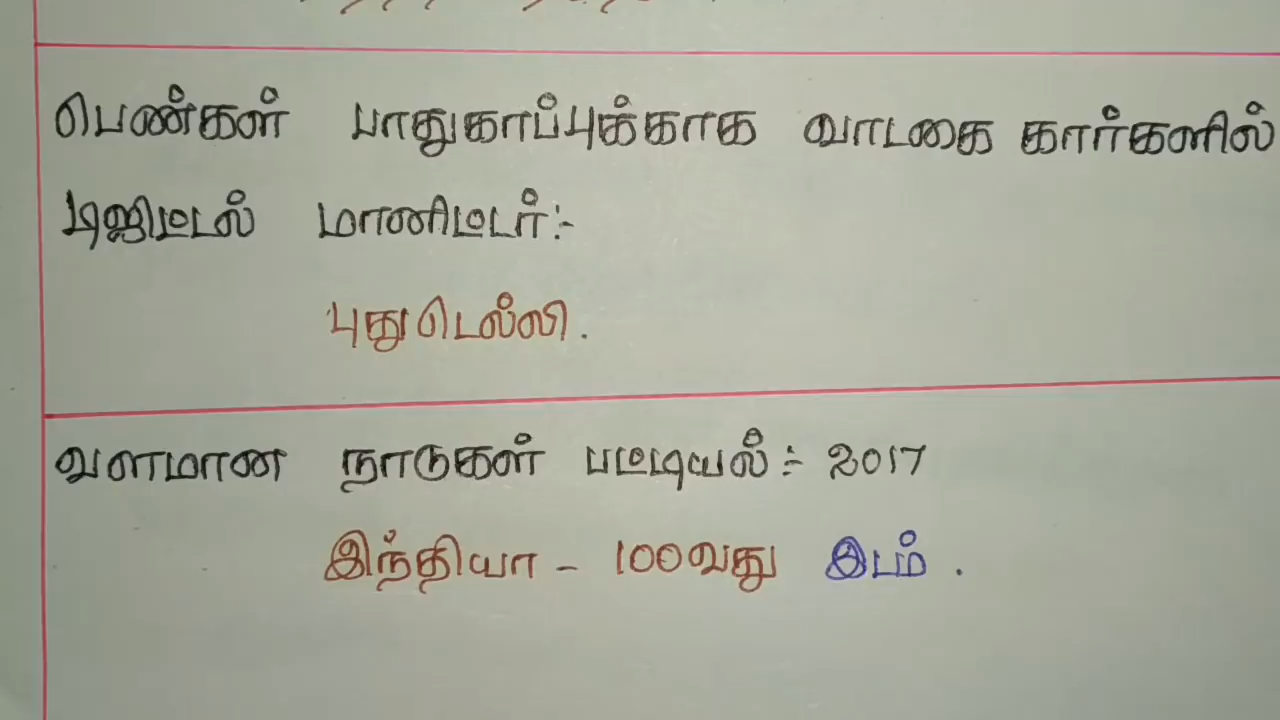 பெண்கள் பாதுகாப்புக்காக வாடகை கார்களில்
டிஜிட்டல் மானிட்டர்:-
புதுடெல்லி.
வளமான நாடுகள் பட்டியல்:- 2017
இந்தியா - 100வது இடம்.